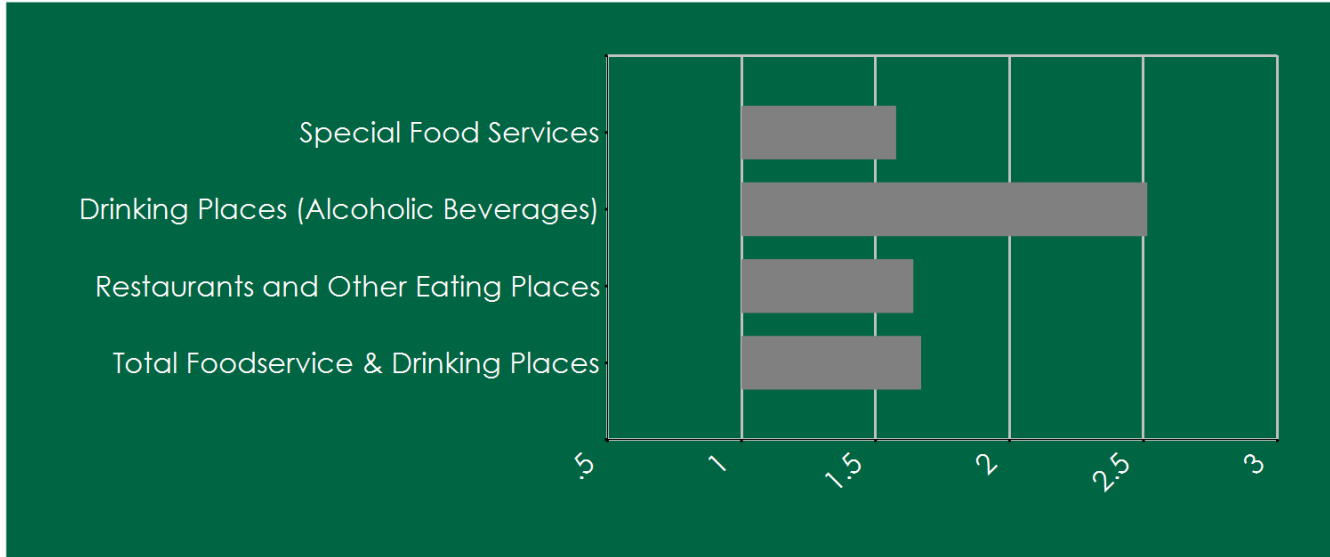 Special Food Services
Drinking Places (Alcoholic Beverages)
Restaurants and Other Eating Places
Total Foodservice & Drinking Places
.5
1
1.5
2
2.5
3